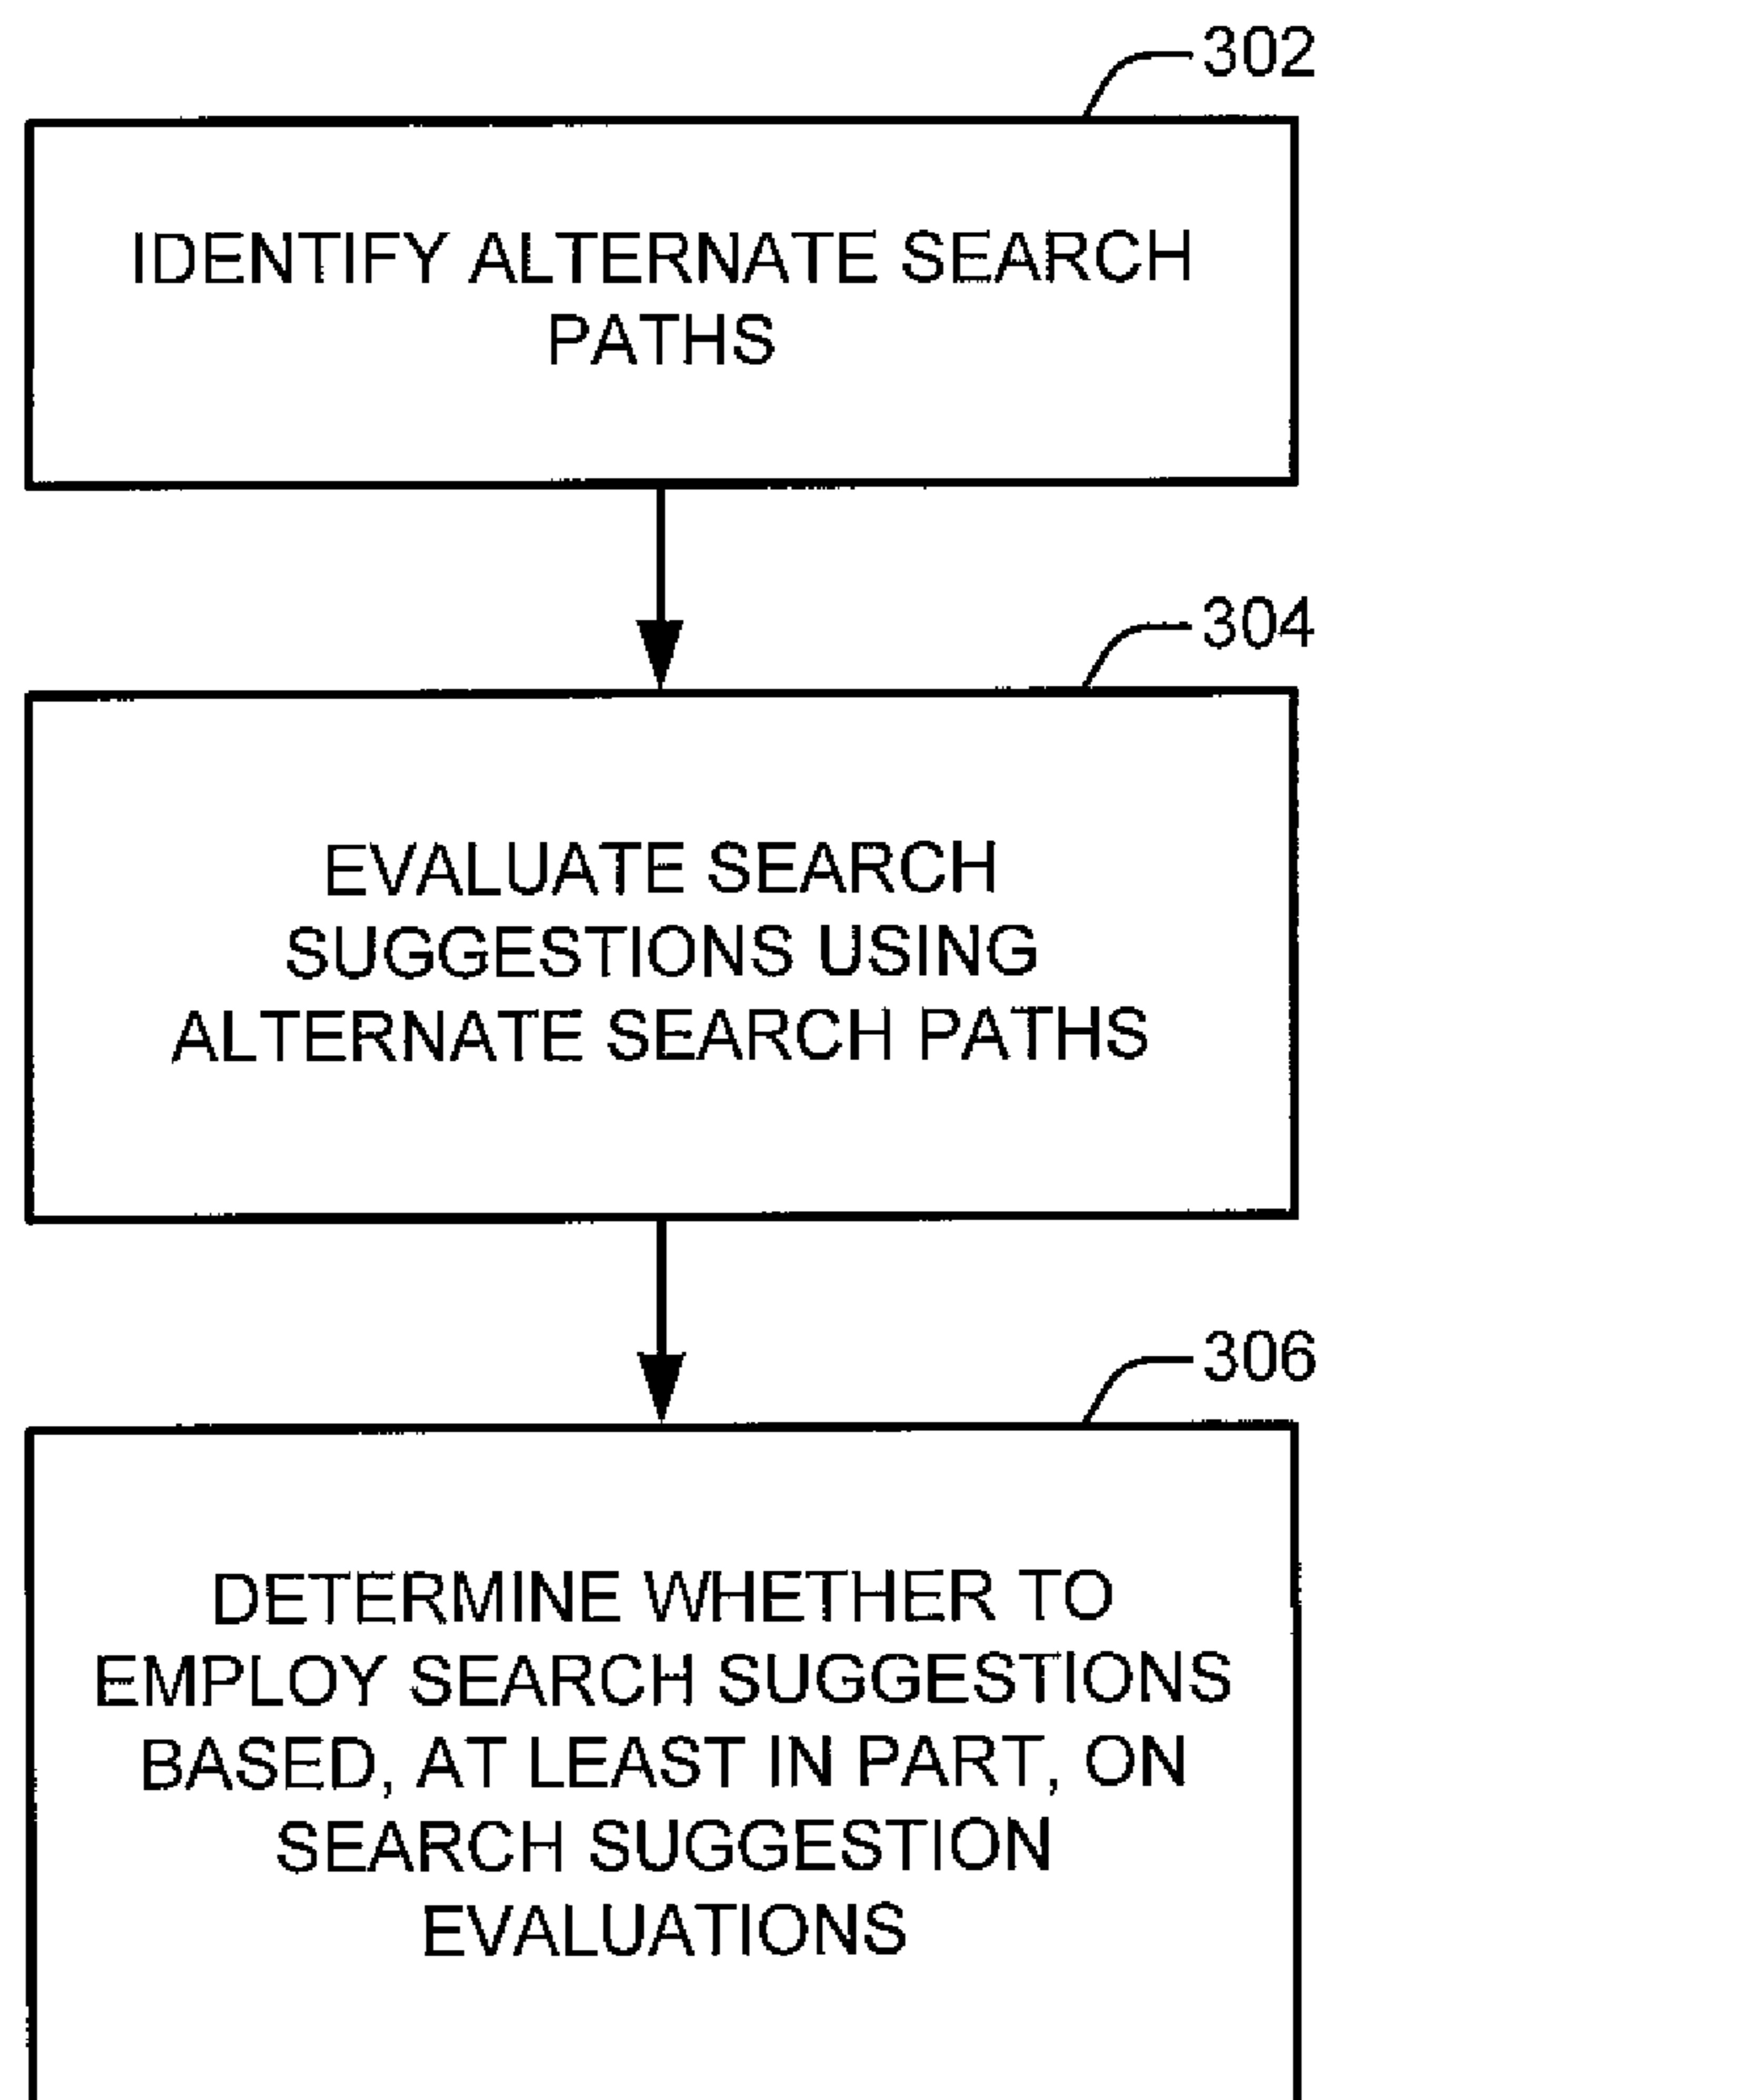 302
IDENTIFY ALTERNATE SEARCH
PATHS
304
EVALUATE SEARCH
SUGGESTIONS USING
ALTERNATE SEARCH PATHS
306
DETERMINE WHETHER TO
EMPLOY SEARCH SUGGESTIONS
BASED, AT LEAST IN PART, ON
SEARCH SUGGESTION
EVALUATIONS